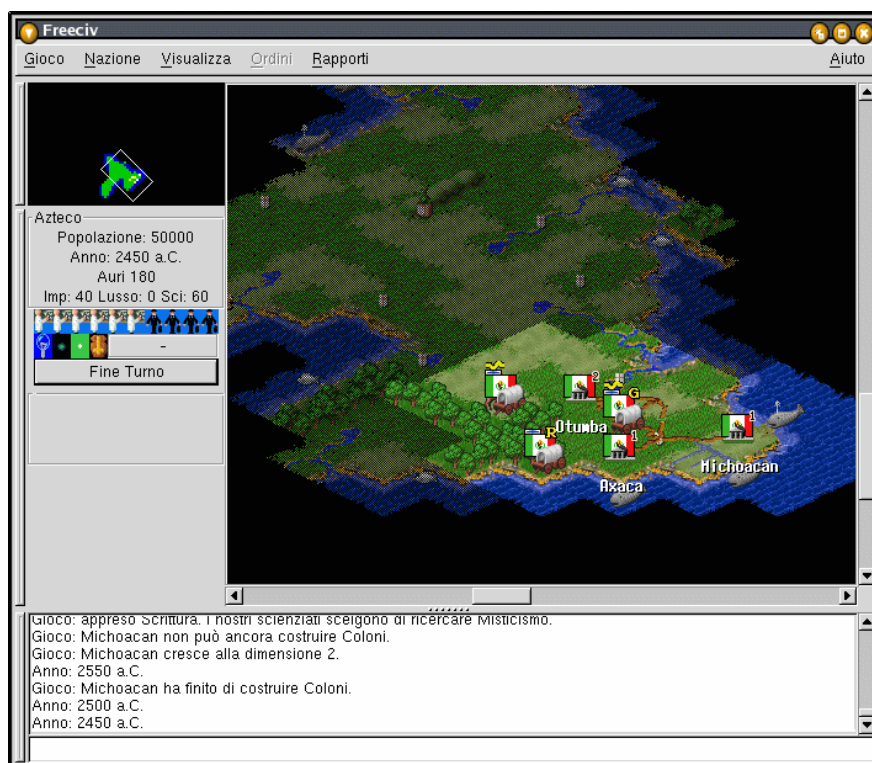 Freeciv
Gioco Nazione Visualizza Ordini Rapporti Aiuto
Azteco
Popolazione: 50000
Anno: 2450 a.C.
Auri 180
Imp: 40 Lusso: 0 Sci: 60
-
Fine Turno
2
G
Otumba
R
1
1
Michoacan
Axaca
Gioco: appreso Scrittura. I nostri scienziati scelgono di ricercare Misticismo.
Gioco: Michoacan non può ancora costruire Coloni.
Gioco: Michoacan cresce alla dimensione 2.
Anno: 2550 a.C.
Gioco: Michoacan ha finito di costruire Coloni.
Anno: 2500 a.C.
Anno: 2450 a.C.